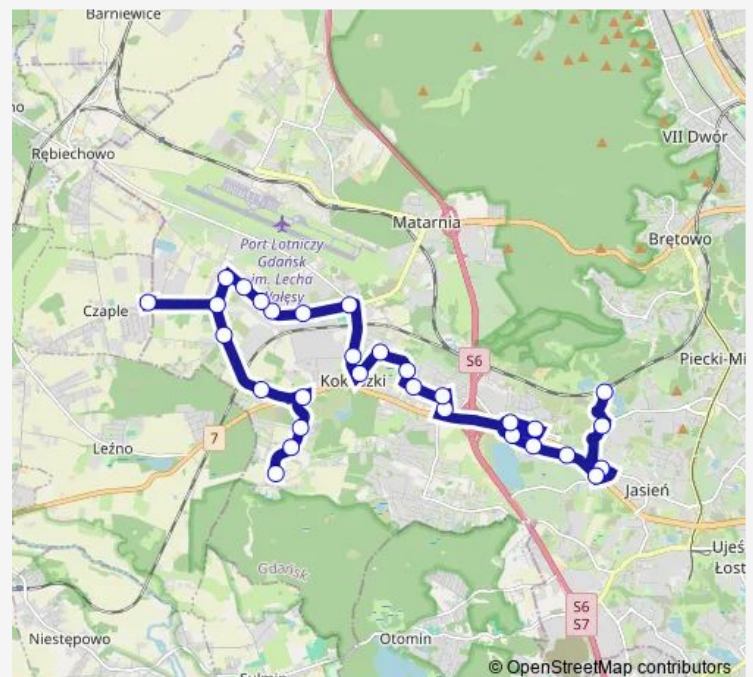 Barniewice
VII Dwór
Rębiechowo
Matarnia
Brętowo
Port Lotniczy
Gdańsk
im. Lecha
Wałęsy
Czaple
S6
Piecki-Mi
7
Leźno
Jasień
Ujeś
Łost
Gdańsk
S6
S7
Niestępowo
Otomin
© OpenStreetMap contributors